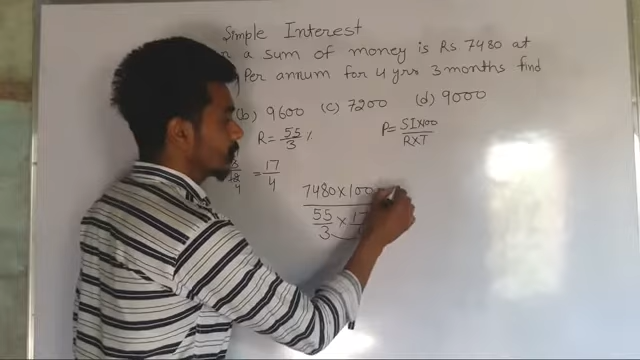 Simple Interest
a sum of money is Rs 7480 at
Per annum for 4 yrs 3 months find
(b) 9600 (c) 7200 (d) 9000
R = 55/3 %
P = SI×100/R×T
= 17/4
7480×100
55/3 × 17